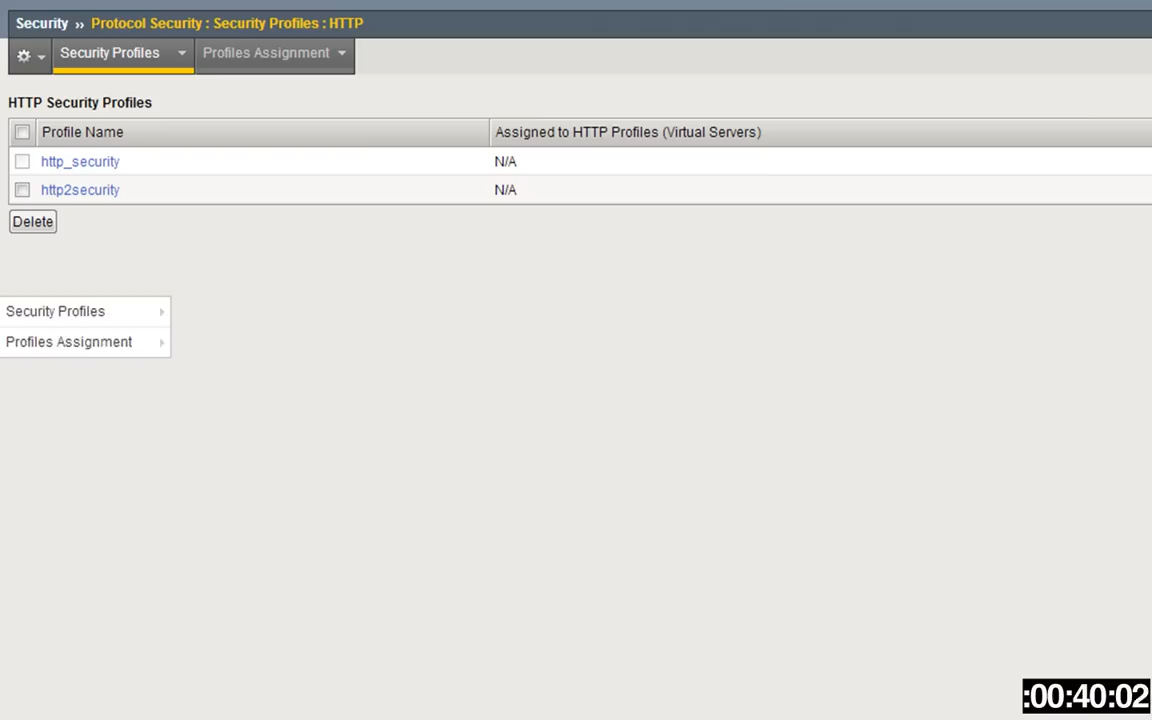 Security ›› Protocol Security : Security Profiles : HTTP
Security Profiles Profiles Assignment
HTTP Security Profiles
Profile Name Assigned to HTTP Profiles (Virtual Servers)
http_security N/A
http2security N/A
Delete
Security Profiles
Profiles Assignment
:00:40:02